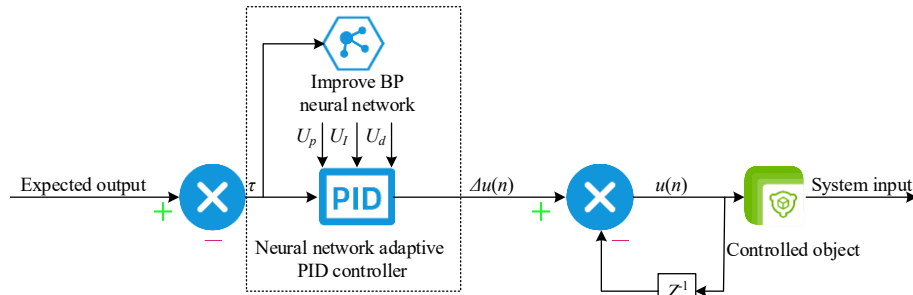 Improve BP
neural network
U_p U_I U_d
Expected output τ PID Δu(n) u(n) System input
+ − + −
Neural network adaptive
PID controller
Controlled object
Z^-1